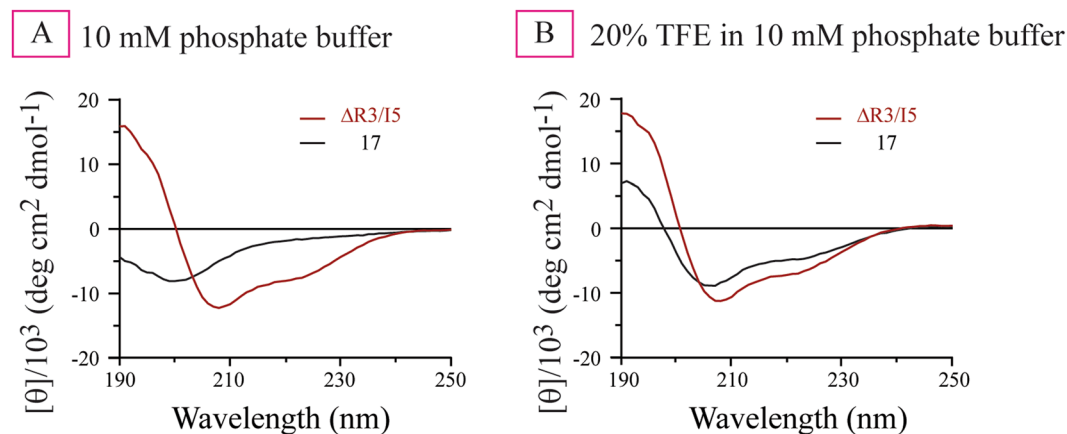 A 10 mM phosphate buffer
[θ]/10³ (deg cm² dmol⁻¹)
20
10
0
-10
-20
ΔR3/I5
17
190 210 230 250
Wavelength (nm)
B 20% TFE in 10 mM phosphate buffer
[θ]/10³ (deg cm² dmol⁻¹)
20
10
0
-10
-20
ΔR3/I5
17
190 210 230 250
Wavelength (nm)